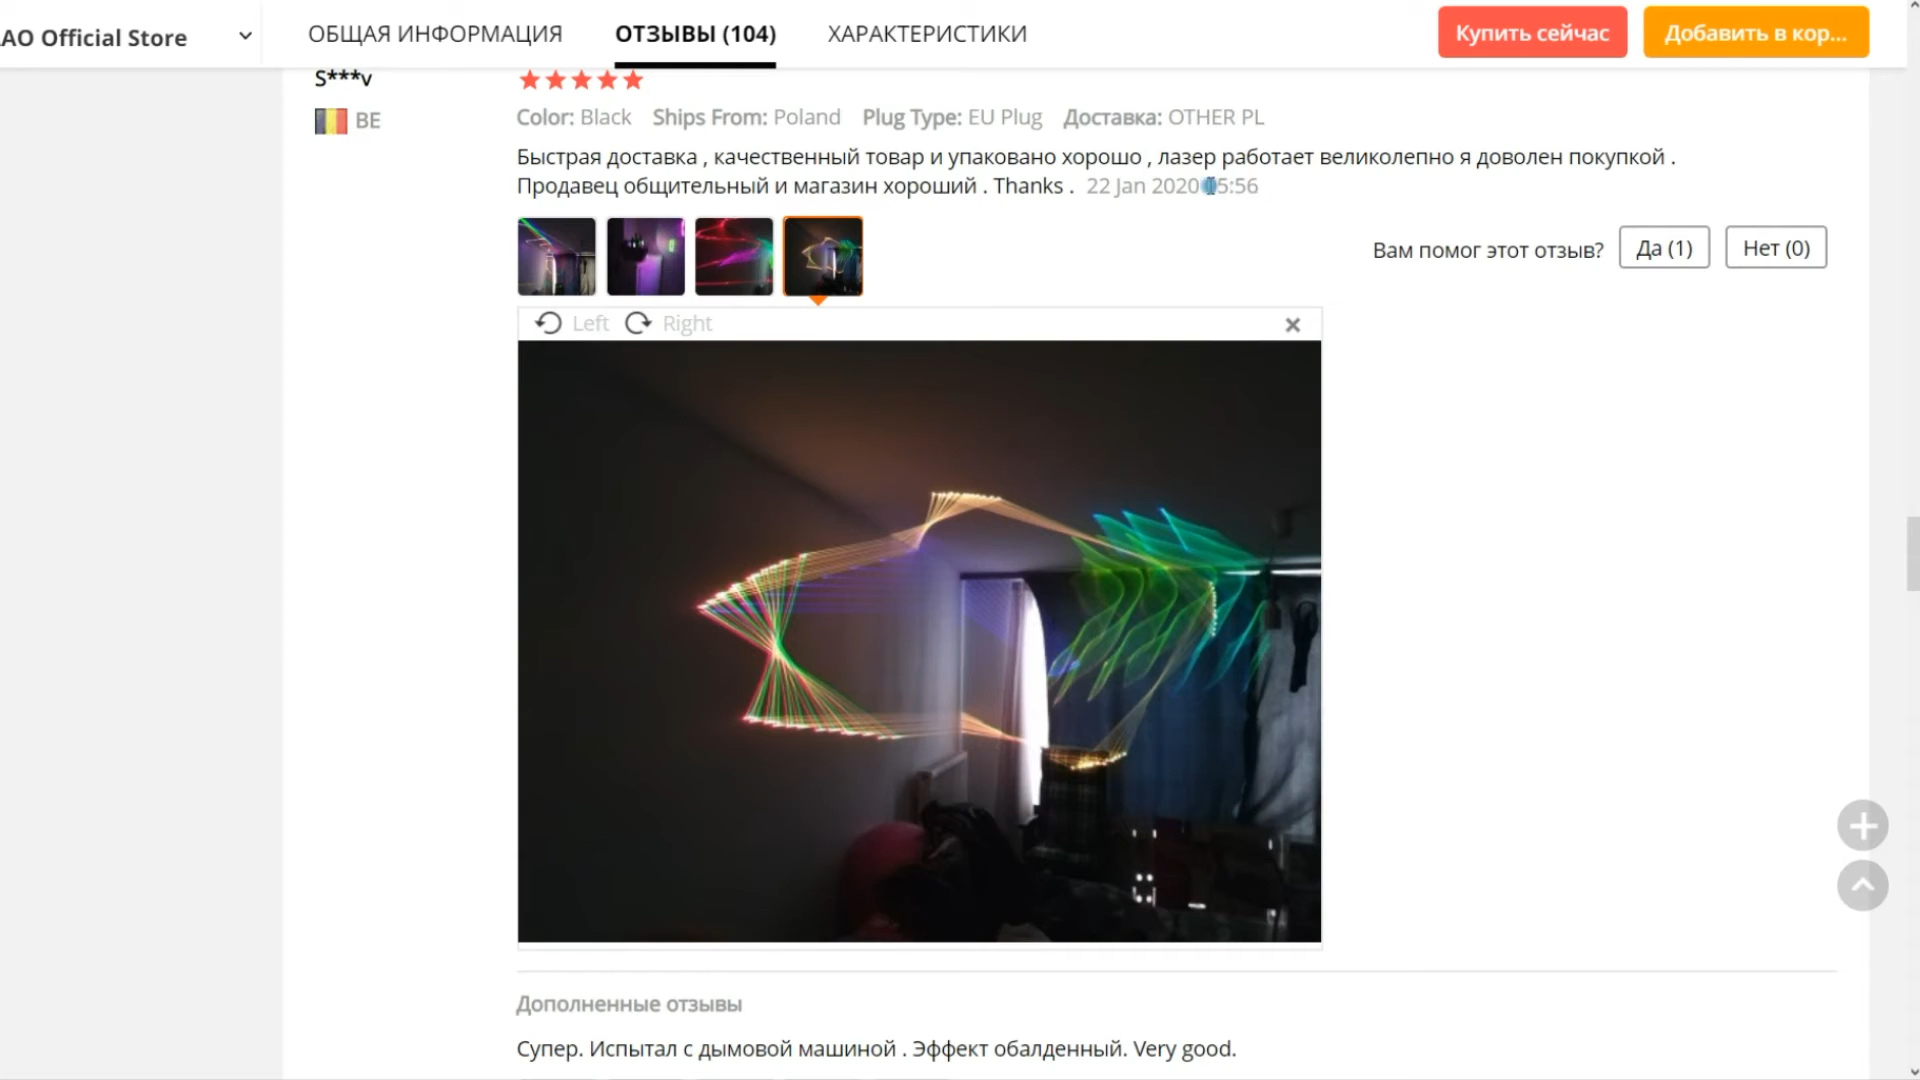 AO Official Store
ОБЩАЯ ИНФОРМАЦИЯ
ОТЗЫВЫ (104)
ХАРАКТЕРИСТИКИ
Купить сейчас
Добавить в кор...
S***v
BE
Color: Black Ships From: Poland Plug Type: EU Plug Доставка: OTHER PL
Быстрая доставка , качественный товар и упаковано хорошо , лазер работает великолепно я доволен покупкой .
Продавец общительный и магазин хороший . Thanks . 22 Jan 2020 5:56
Вам помог этот отзыв?
Да (1)
Нет (0)
Left
Right
Дополненные отзывы
Супер. Испытал с дымовой машиной . Эффект обалденный. Very good.